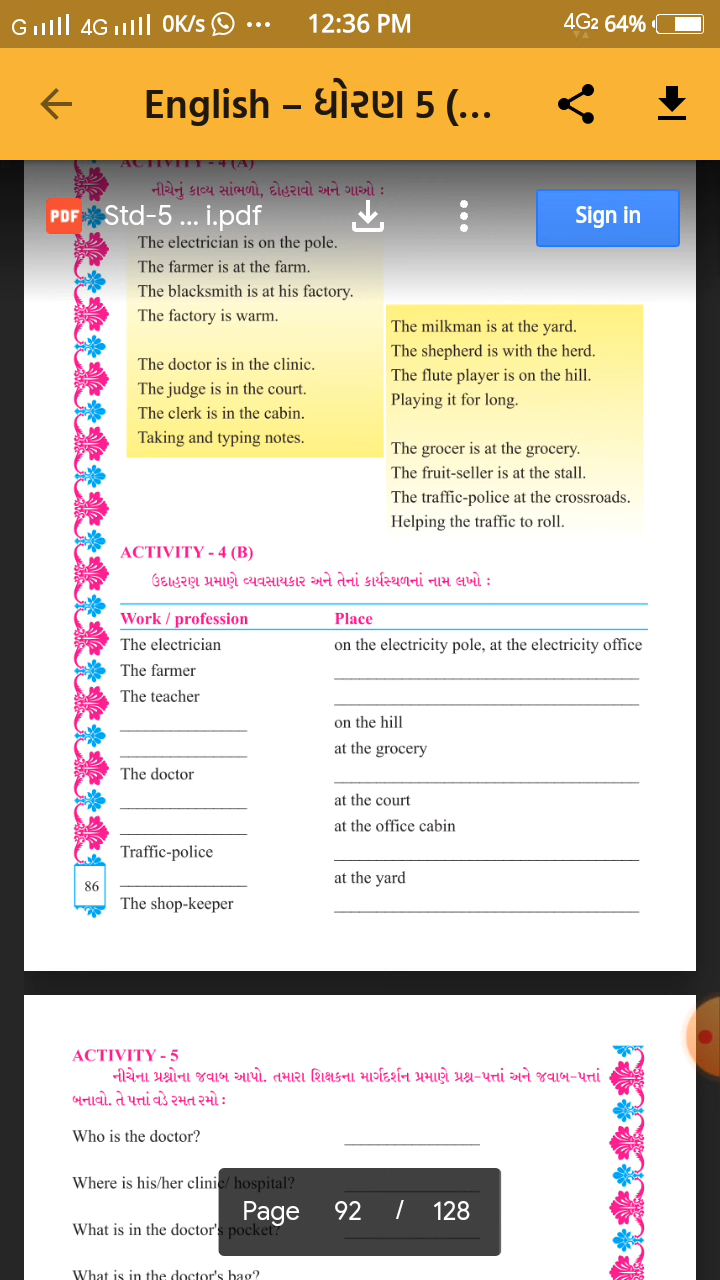 G 4G 0K/s ... 12:36 PM 4G2 64%
English – ધોરણ 5 (...
ACTIVITY - 4 (A)
નીચેનું કાવ્ય સાંભળો, દોહરાવો અને ગાઓ :
PDF Std-5 ... i.pdf Sign in
The electrician is on the pole.
The farmer is at the farm.
The blacksmith is at his factory.
The factory is warm.
The doctor is in the clinic.
The judge is in the court.
The clerk is in the cabin.
Taking and typing notes.
The milkman is at the yard.
The shepherd is with the herd.
The flute player is on the hill.
Playing it for long.
The grocer is at the grocery.
The fruit-seller is at the stall.
The traffic-police at the crossroads.
Helping the traffic to roll.
ACTIVITY - 4 (B)
ઉદાહરણ પ્રમાણે વ્યવસાયકાર અને તેનાં કાર્યસ્થળનાં નામ લખો :
Work / profession Place
The electrician on the electricity pole, at the electricity office
The farmer
The teacher
on the hill
at the grocery
The doctor
at the court
at the office cabin
Traffic-police
at the yard
The shop-keeper
86
ACTIVITY - 5
નીચેના પ્રશ્નોના જવાબ આપો. તમારા શિક્ષકના માર્ગદર્શન પ્રમાણે પ્રશ્ન-પત્તાં અને જવાબ-પત્તાં
બનાવો. તે પત્તાં વડે રમત રમો :
Who is the doctor?
Where is his/her clinic/ hospital?
What is in the doctor's pocket?
What is in the doctor's bag?
Page 92 / 128